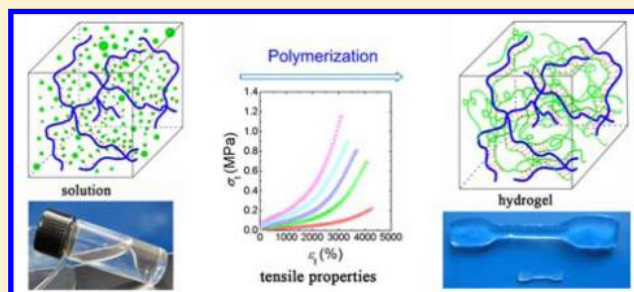 Polymerization
σt (MPa)
1.4
1.2
1.0
0.8
0.6
0.4
0.2
0.0
0 1000 2000 3000 4000 5000
εt (%)
solution
tensile properties
hydrogel